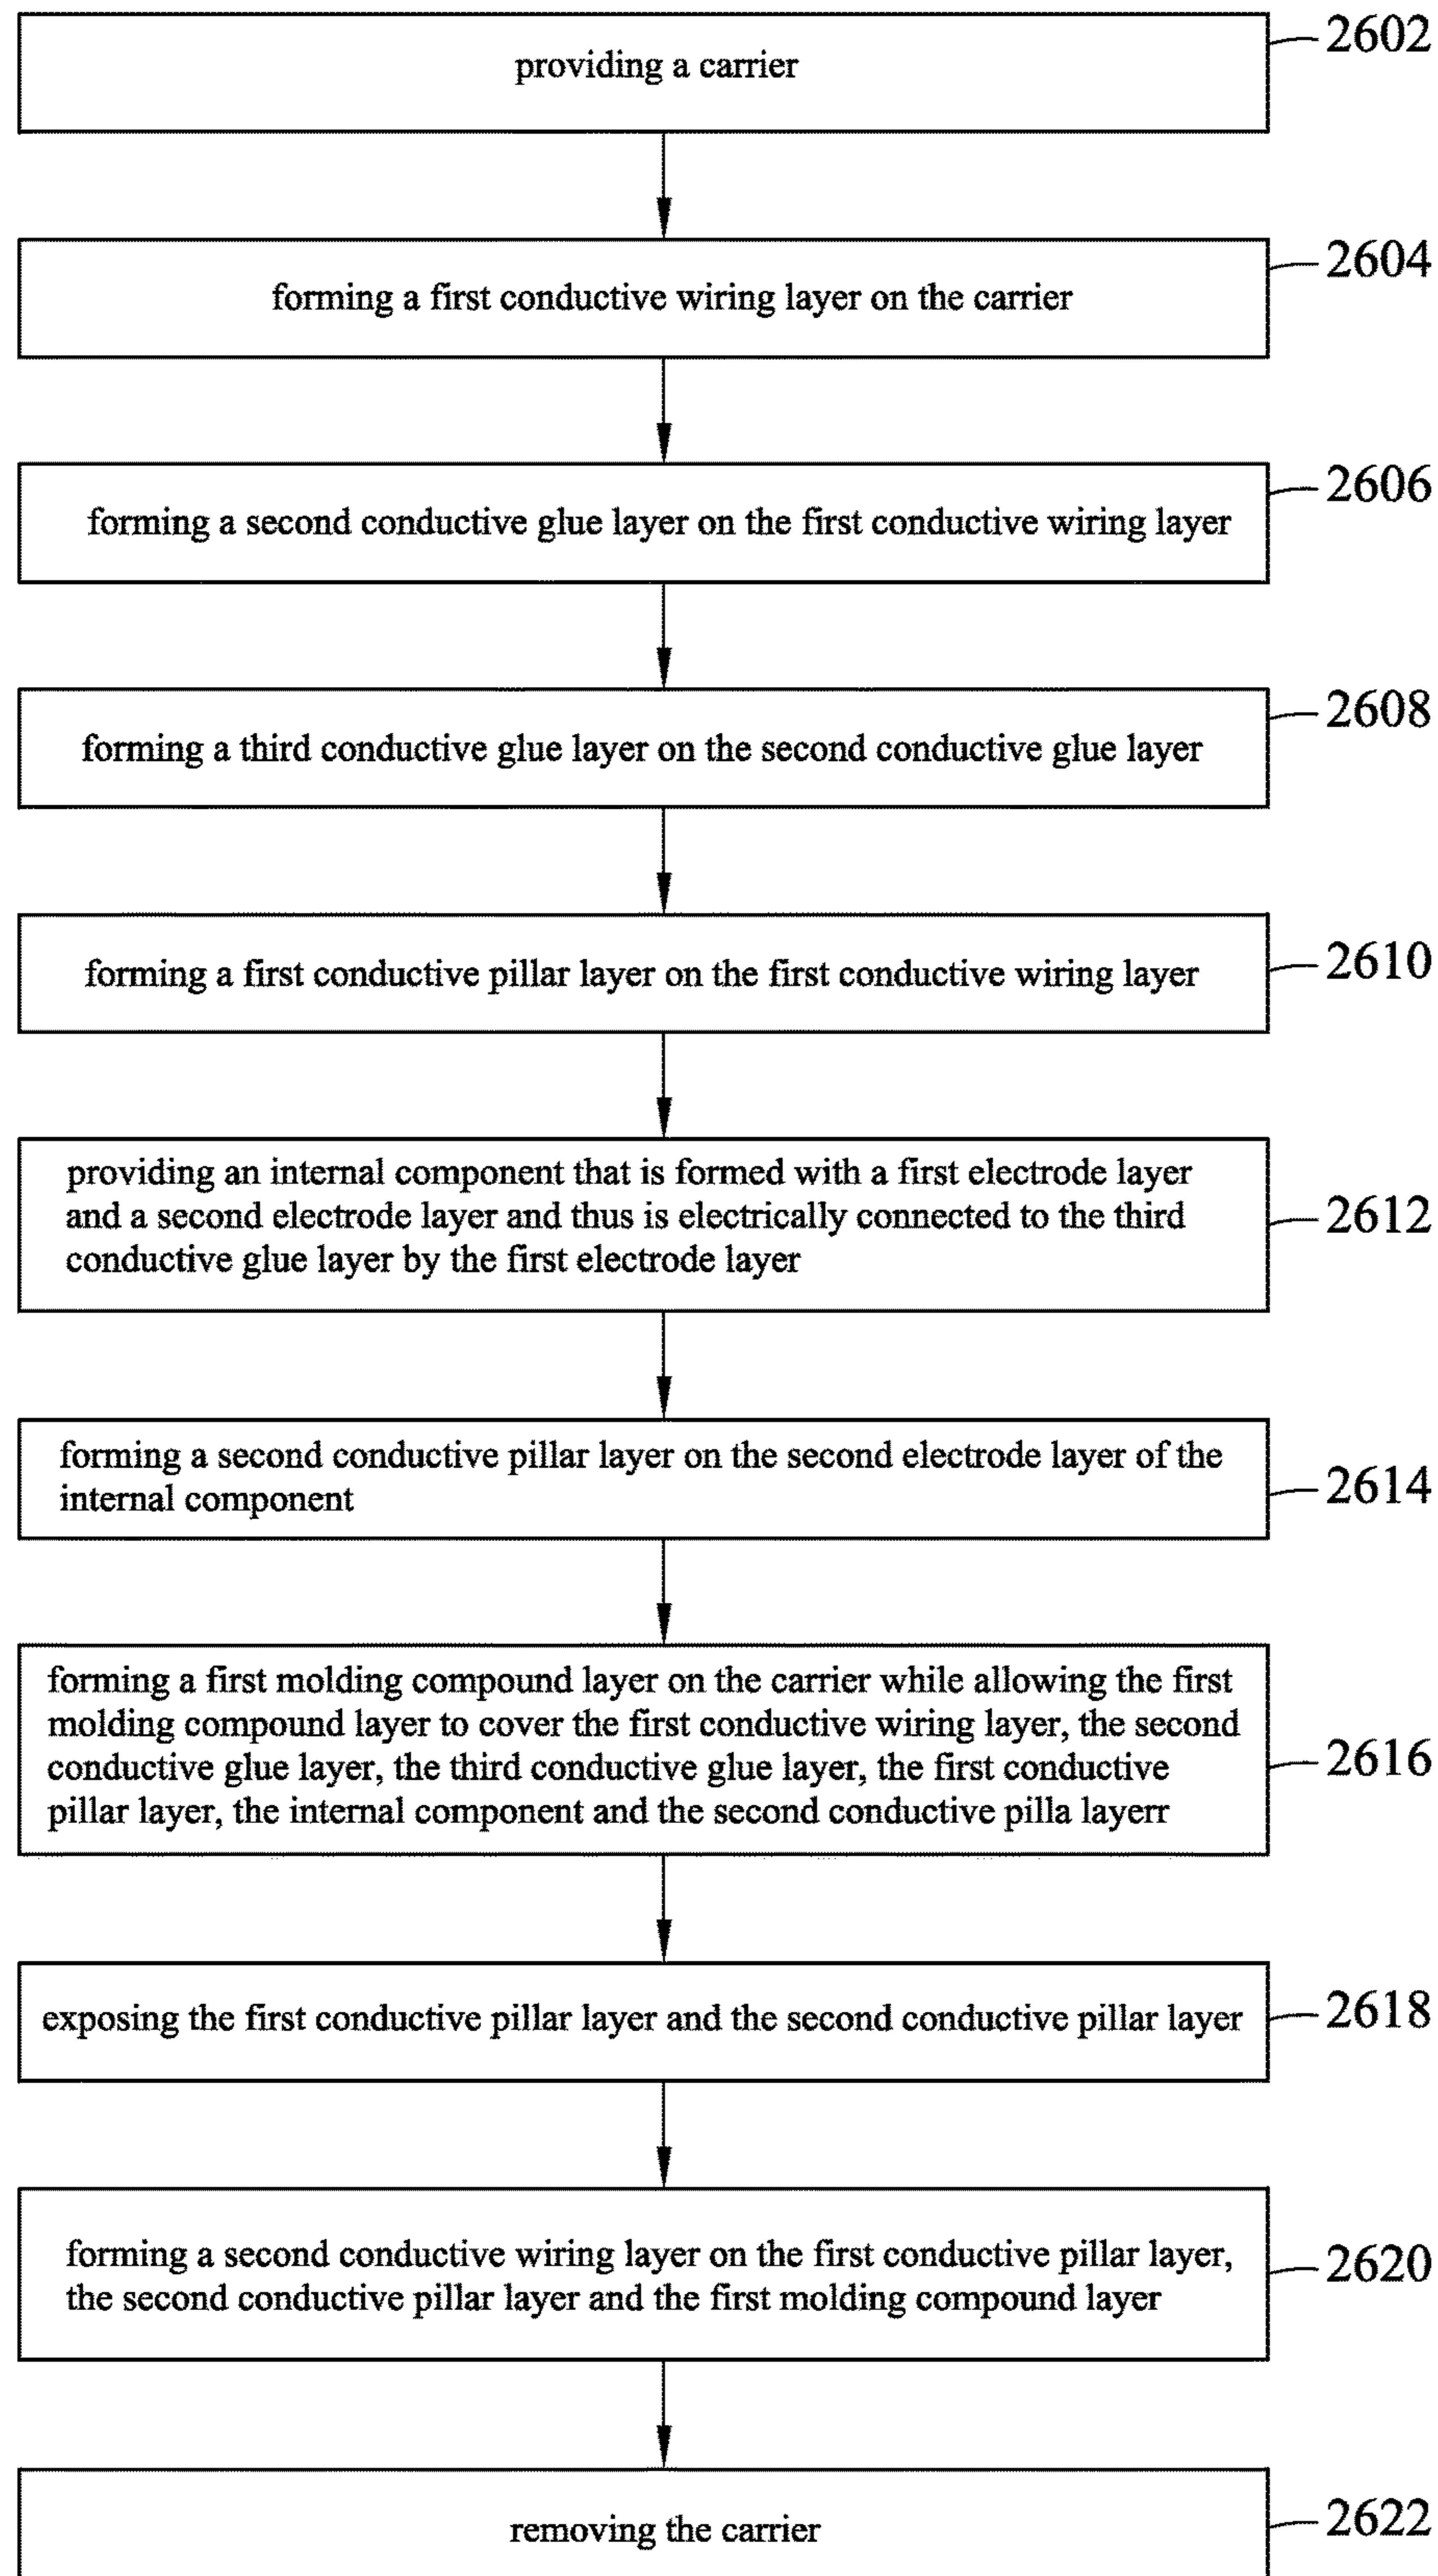 providing a carrier
2602
forming a first conductive wiring layer on the carrier
2604
forming a second conductive glue layer on the first conductive wiring layer
2606
forming a third conductive glue layer on the second conductive glue layer
2608
forming a first conductive pillar layer on the first conductive wiring layer
2610
providing an internal component that is formed with a first electrode layer
and a second electrode layer and thus is electrically connected to the third
conductive glue layer by the first electrode layer
2612
forming a second conductive pillar layer on the second electrode layer of the
internal component
2614
forming a first molding compound layer on the carrier while allowing the first
molding compound layer to cover the first conductive wiring layer, the second
conductive glue layer, the third conductive glue layer, the first conductive
pillar layer, the internal component and the second conductive pilla layerr
2616
exposing the first conductive pillar layer and the second conductive pillar layer
2618
forming a second conductive wiring layer on the first conductive pillar layer,
the second conductive pillar layer and the first molding compound layer
2620
removing the carrier
2622